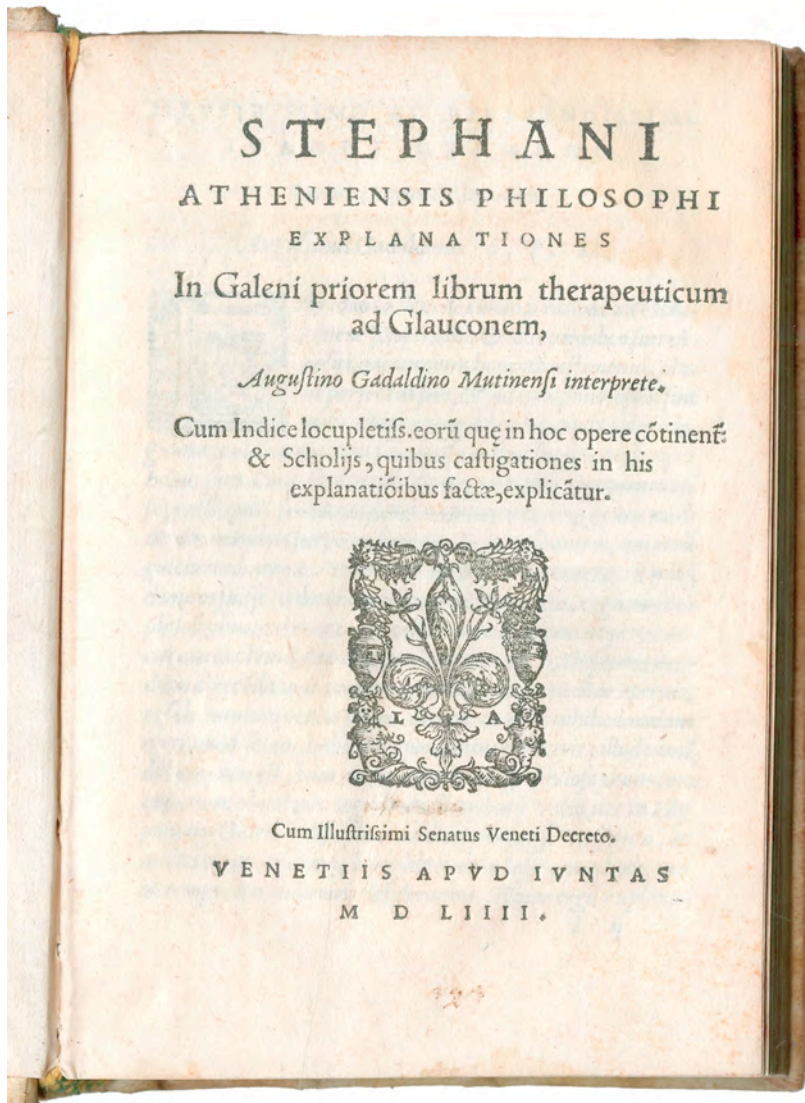 STEPHANI
ATHENIENSIS PHILOSOPHI
EXPLANATIONES
In Galeni priorem librum therapeuticum
ad Glauconem,
Auguſtino Gadaldino Mutinenſi interprete.
Cum Indice locupletiſs. eorũ quę in hoc opere cõtinent᷑:
& Scholijs, quibus caſtigationes in his
explanatiõibus factæ, explicãtur.
L A
Cum Illuſtriſsimi Senatus Veneti Decreto.
VENETIIS APVD IVNTAS
M D LIIII.